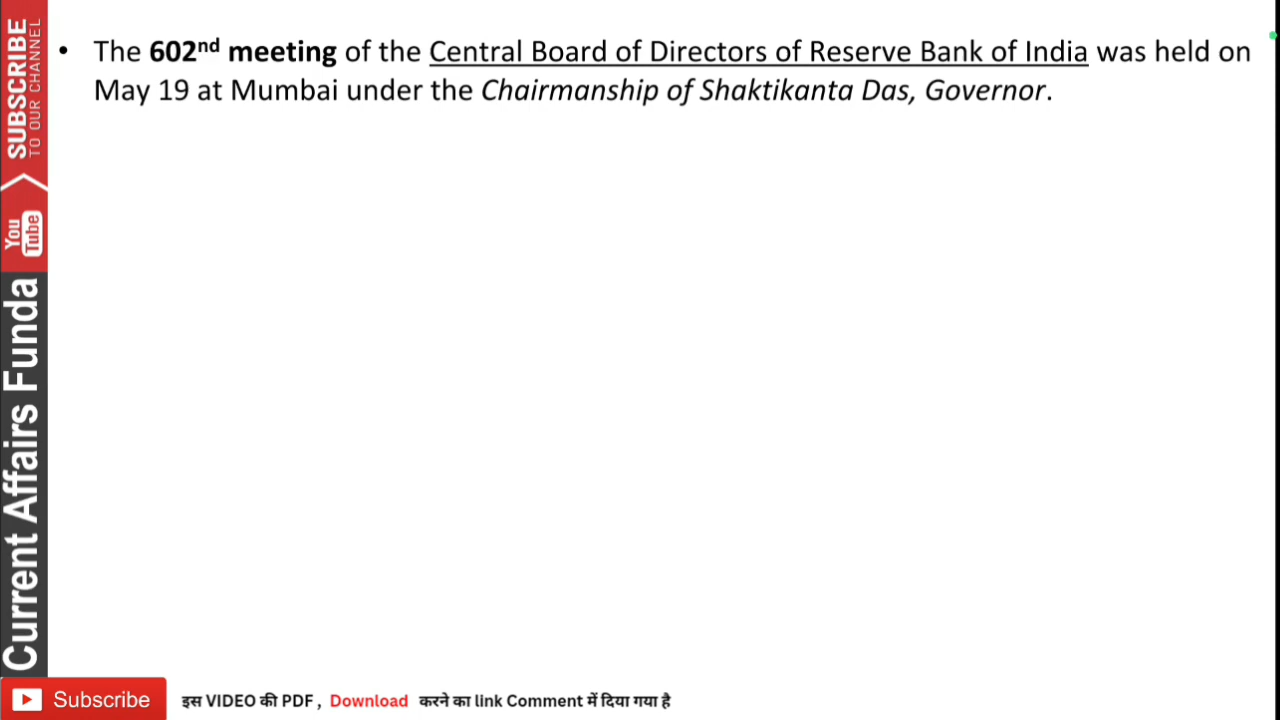 • The 602nd meeting of the Central Board of Directors of Reserve Bank of India was held on
May 19 at Mumbai under the Chairmanship of Shaktikanta Das, Governor.
SUBSCRIBE
TO OUR CHANNEL
You
Tube
Current Affairs Funda
Subscribe
इस VIDEO की PDF , Download करने का link Comment में दिया गया है